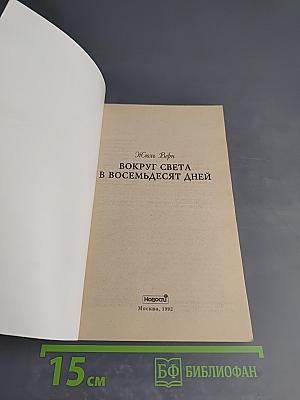 Жюль Верн
ВОКРУГ СВЕТА
В ВОСЕМЬДЕСЯТ ДНЕЙ
Новости
Москва, 1992
15 СМ
БФ БИБЛИОФАН